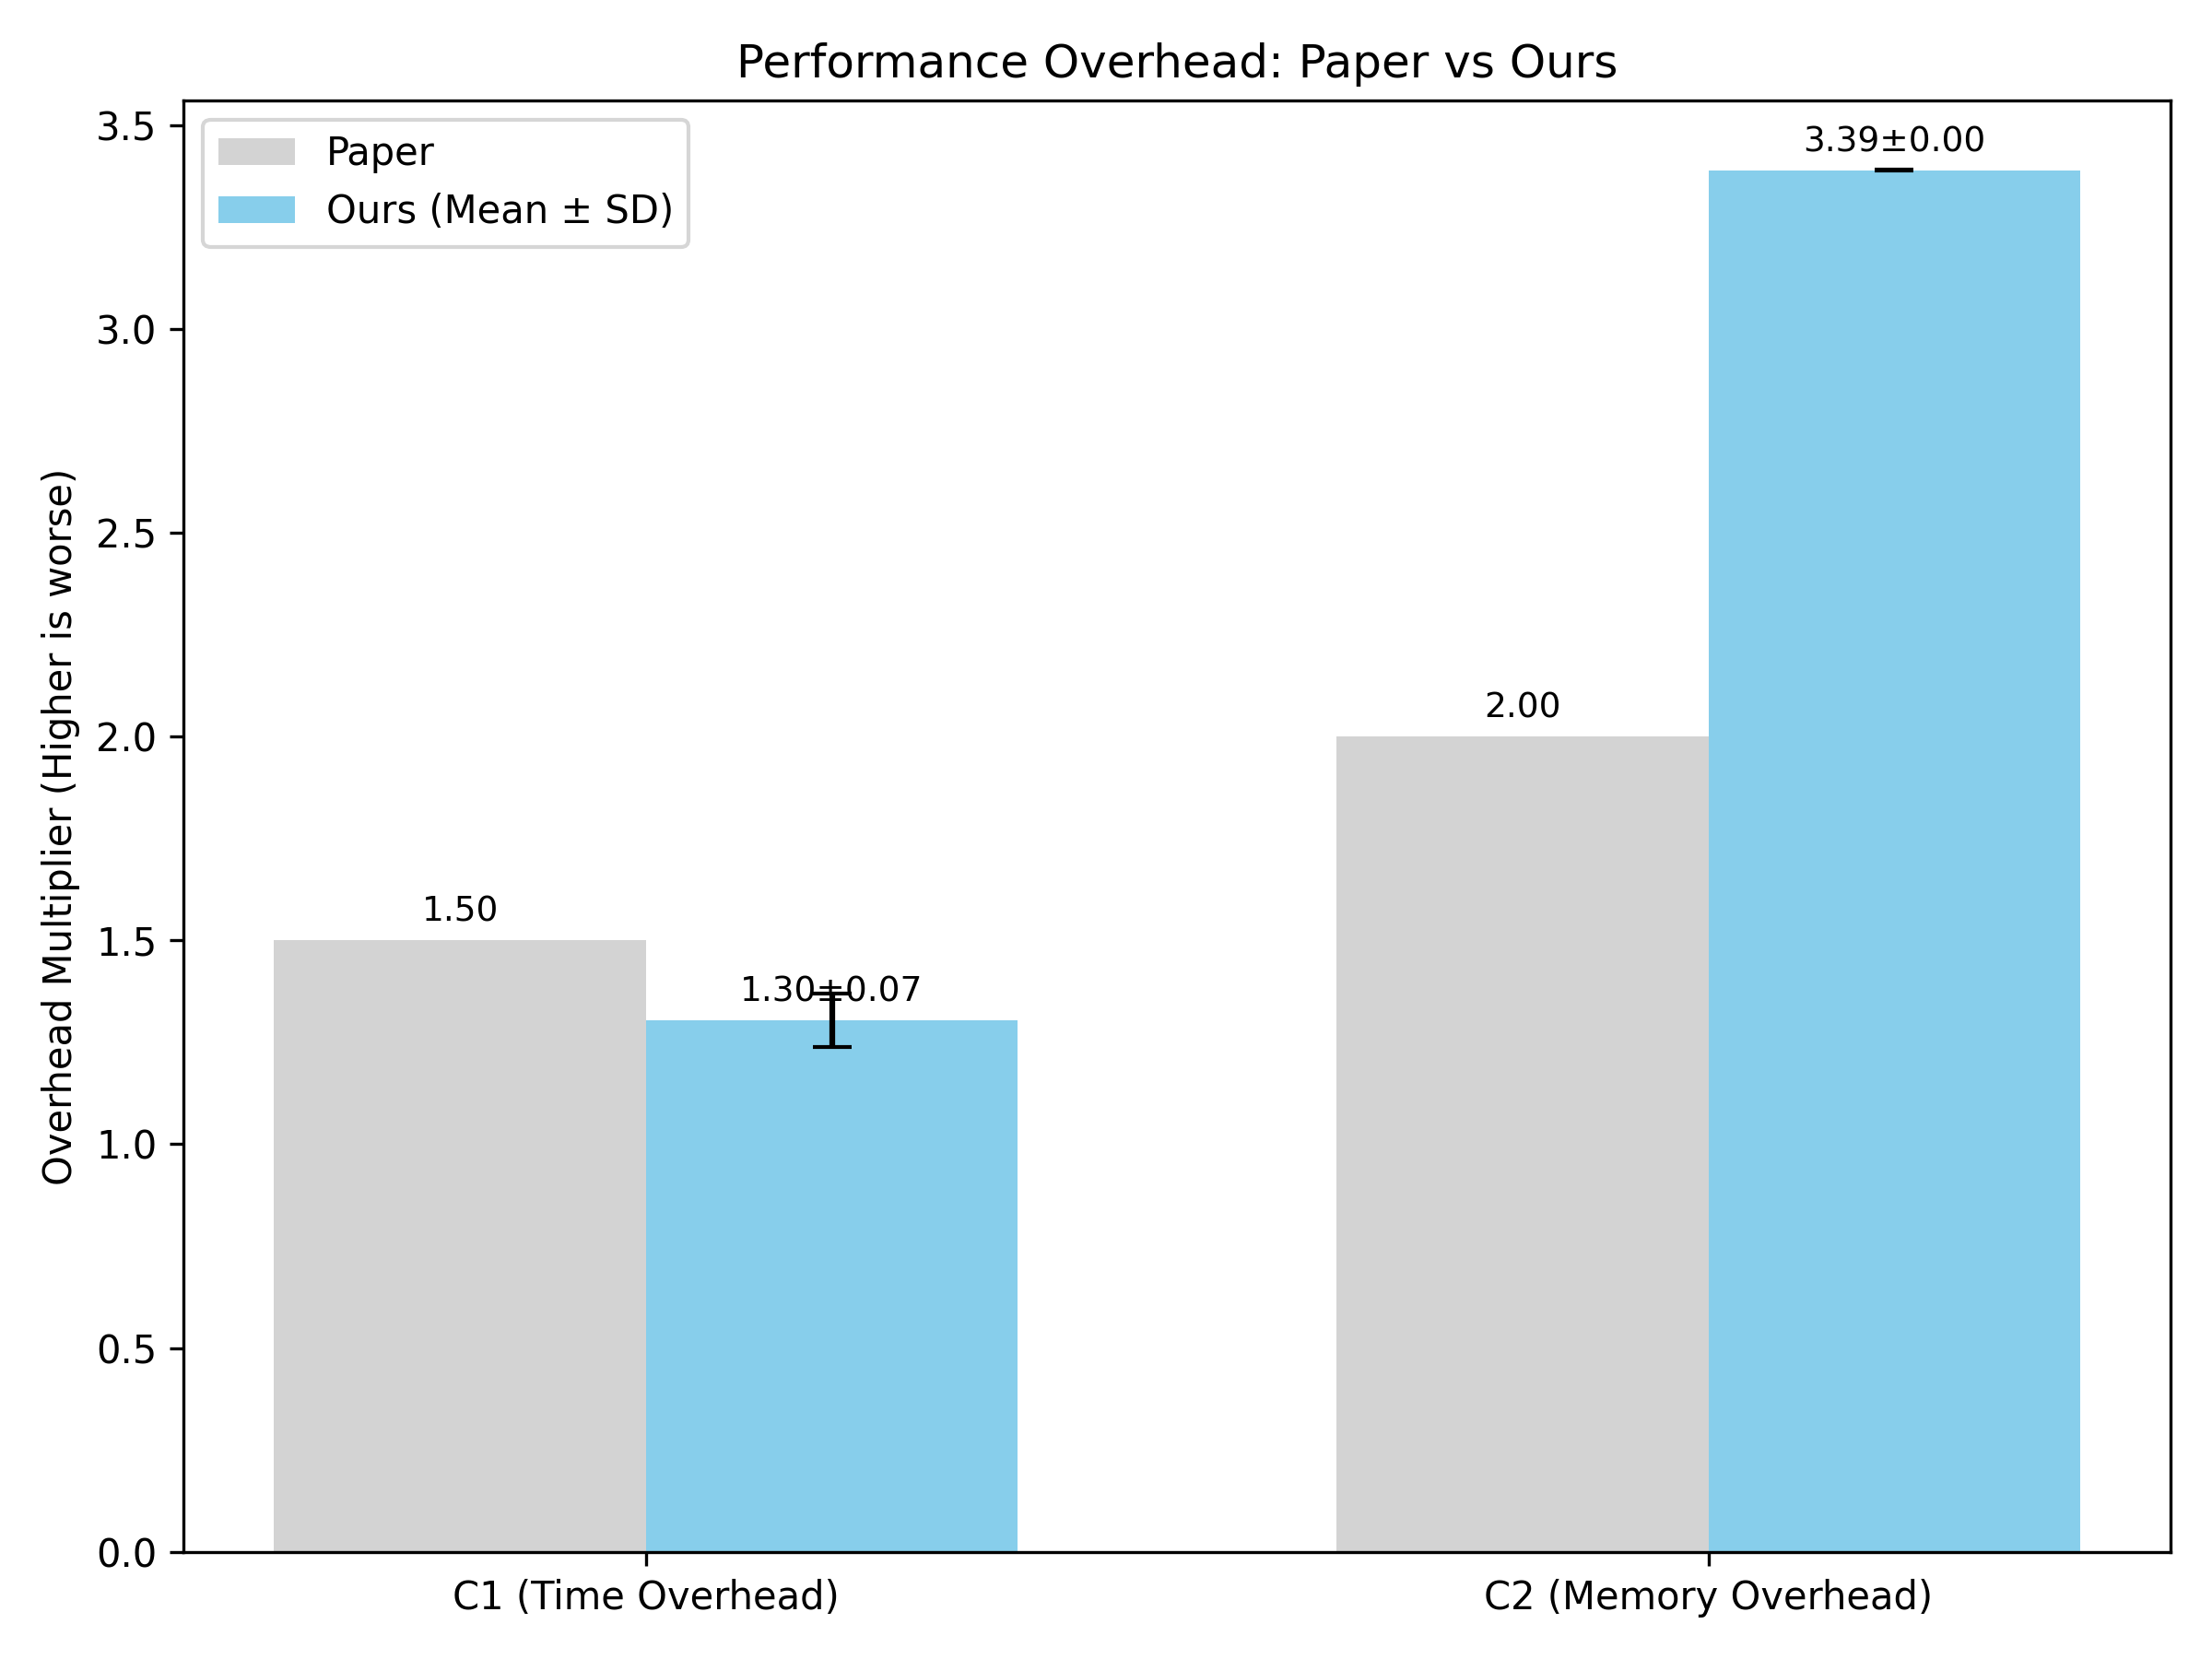 Performance Overhead: Paper vs Ours
Paper
Ours (Mean ± SD)
Overhead Multiplier (Higher is worse)
3.5
3.0
2.5
2.0
1.5
1.0
0.5
0.0
1.50
1.30±0.07
2.00
3.39±0.00
C1 (Time Overhead)
C2 (Memory Overhead)